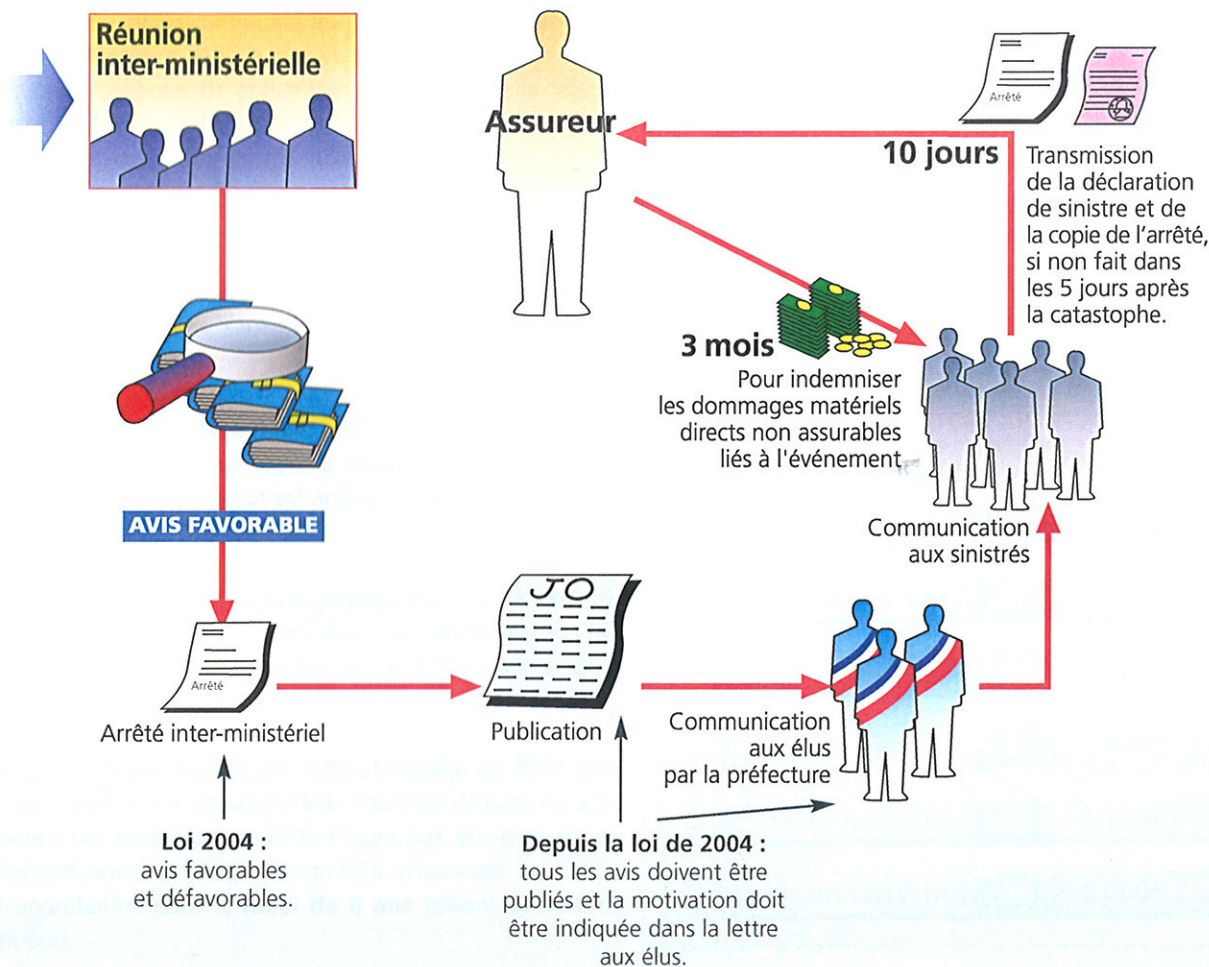 Réunion
inter-ministérielle
Assureur
Arrêté
10 jours
Transmission
de la déclaration
de sinistre et de
la copie de l'arrêté,
si non fait dans
les 5 jours après
la catastophe.
3 mois
Pour indemniser
les dommages matériels
directs non assurables
liés à l'événement
AVIS FAVORABLE
Communication
aux sinistrés
Arrêté
JO
Arrêté inter-ministériel
Publication
Communication
aux élus
par la préfecture
Loi 2004 :
avis favorables
et défavorables.
Depuis la loi de 2004 :
tous les avis doivent être
publiés et la motivation doit
être indiquée dans la lettre
aux élus.